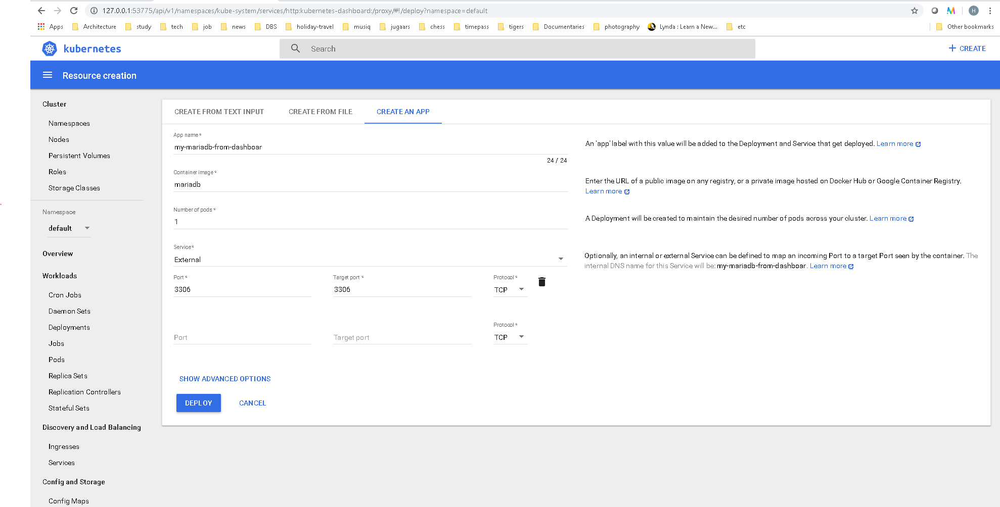 127.0.0.1:53775/api/v1/namespaces/kube-system/services/http:kubernetes-dashboard:/proxy/#!/deploy?namespace=default
H
Apps Architecture study tech job news DBS holiday-travel musiq jugaars chess timepass tigers Documentaries photography Lynda : Learn a New... etc Other bookmarks
kubernetes
Search
CREATE
Resource creation
Cluster
Namespaces
Nodes
Persistent Volumes
Roles
Storage Classes
Namespace
default
Overview
Workloads
Cron Jobs
Daemon Sets
Deployments
Jobs
Pods
Replica Sets
Replication Controllers
Stateful Sets
Discovery and Load Balancing
Ingresses
Services
Config and Storage
Config Maps
CREATE FROM TEXT INPUT CREATE FROM FILE CREATE AN APP
App name *
my-mariadb-from-dashboar
24 / 24
An 'app' label with this value will be added to the Deployment and Service that get deployed. Learn more
Container image *
mariadb
Enter the URL of a public image on any registry, or a private image hosted on Docker Hub or Google Container Registry.
Learn more
Number of pods *
1
A Deployment will be created to maintain the desired number of pods across your cluster. Learn more
Service *
External
Optionally, an internal or external Service can be defined to map an incoming Port to a target Port seen by the container. The
internal DNS name for this Service will be: my-mariadb-from-dashboar. Learn more
Port * Target port * Protocol *
3306 3306 TCP
Protocol *
Port Target port TCP
SHOW ADVANCED OPTIONS
DEPLOY CANCEL